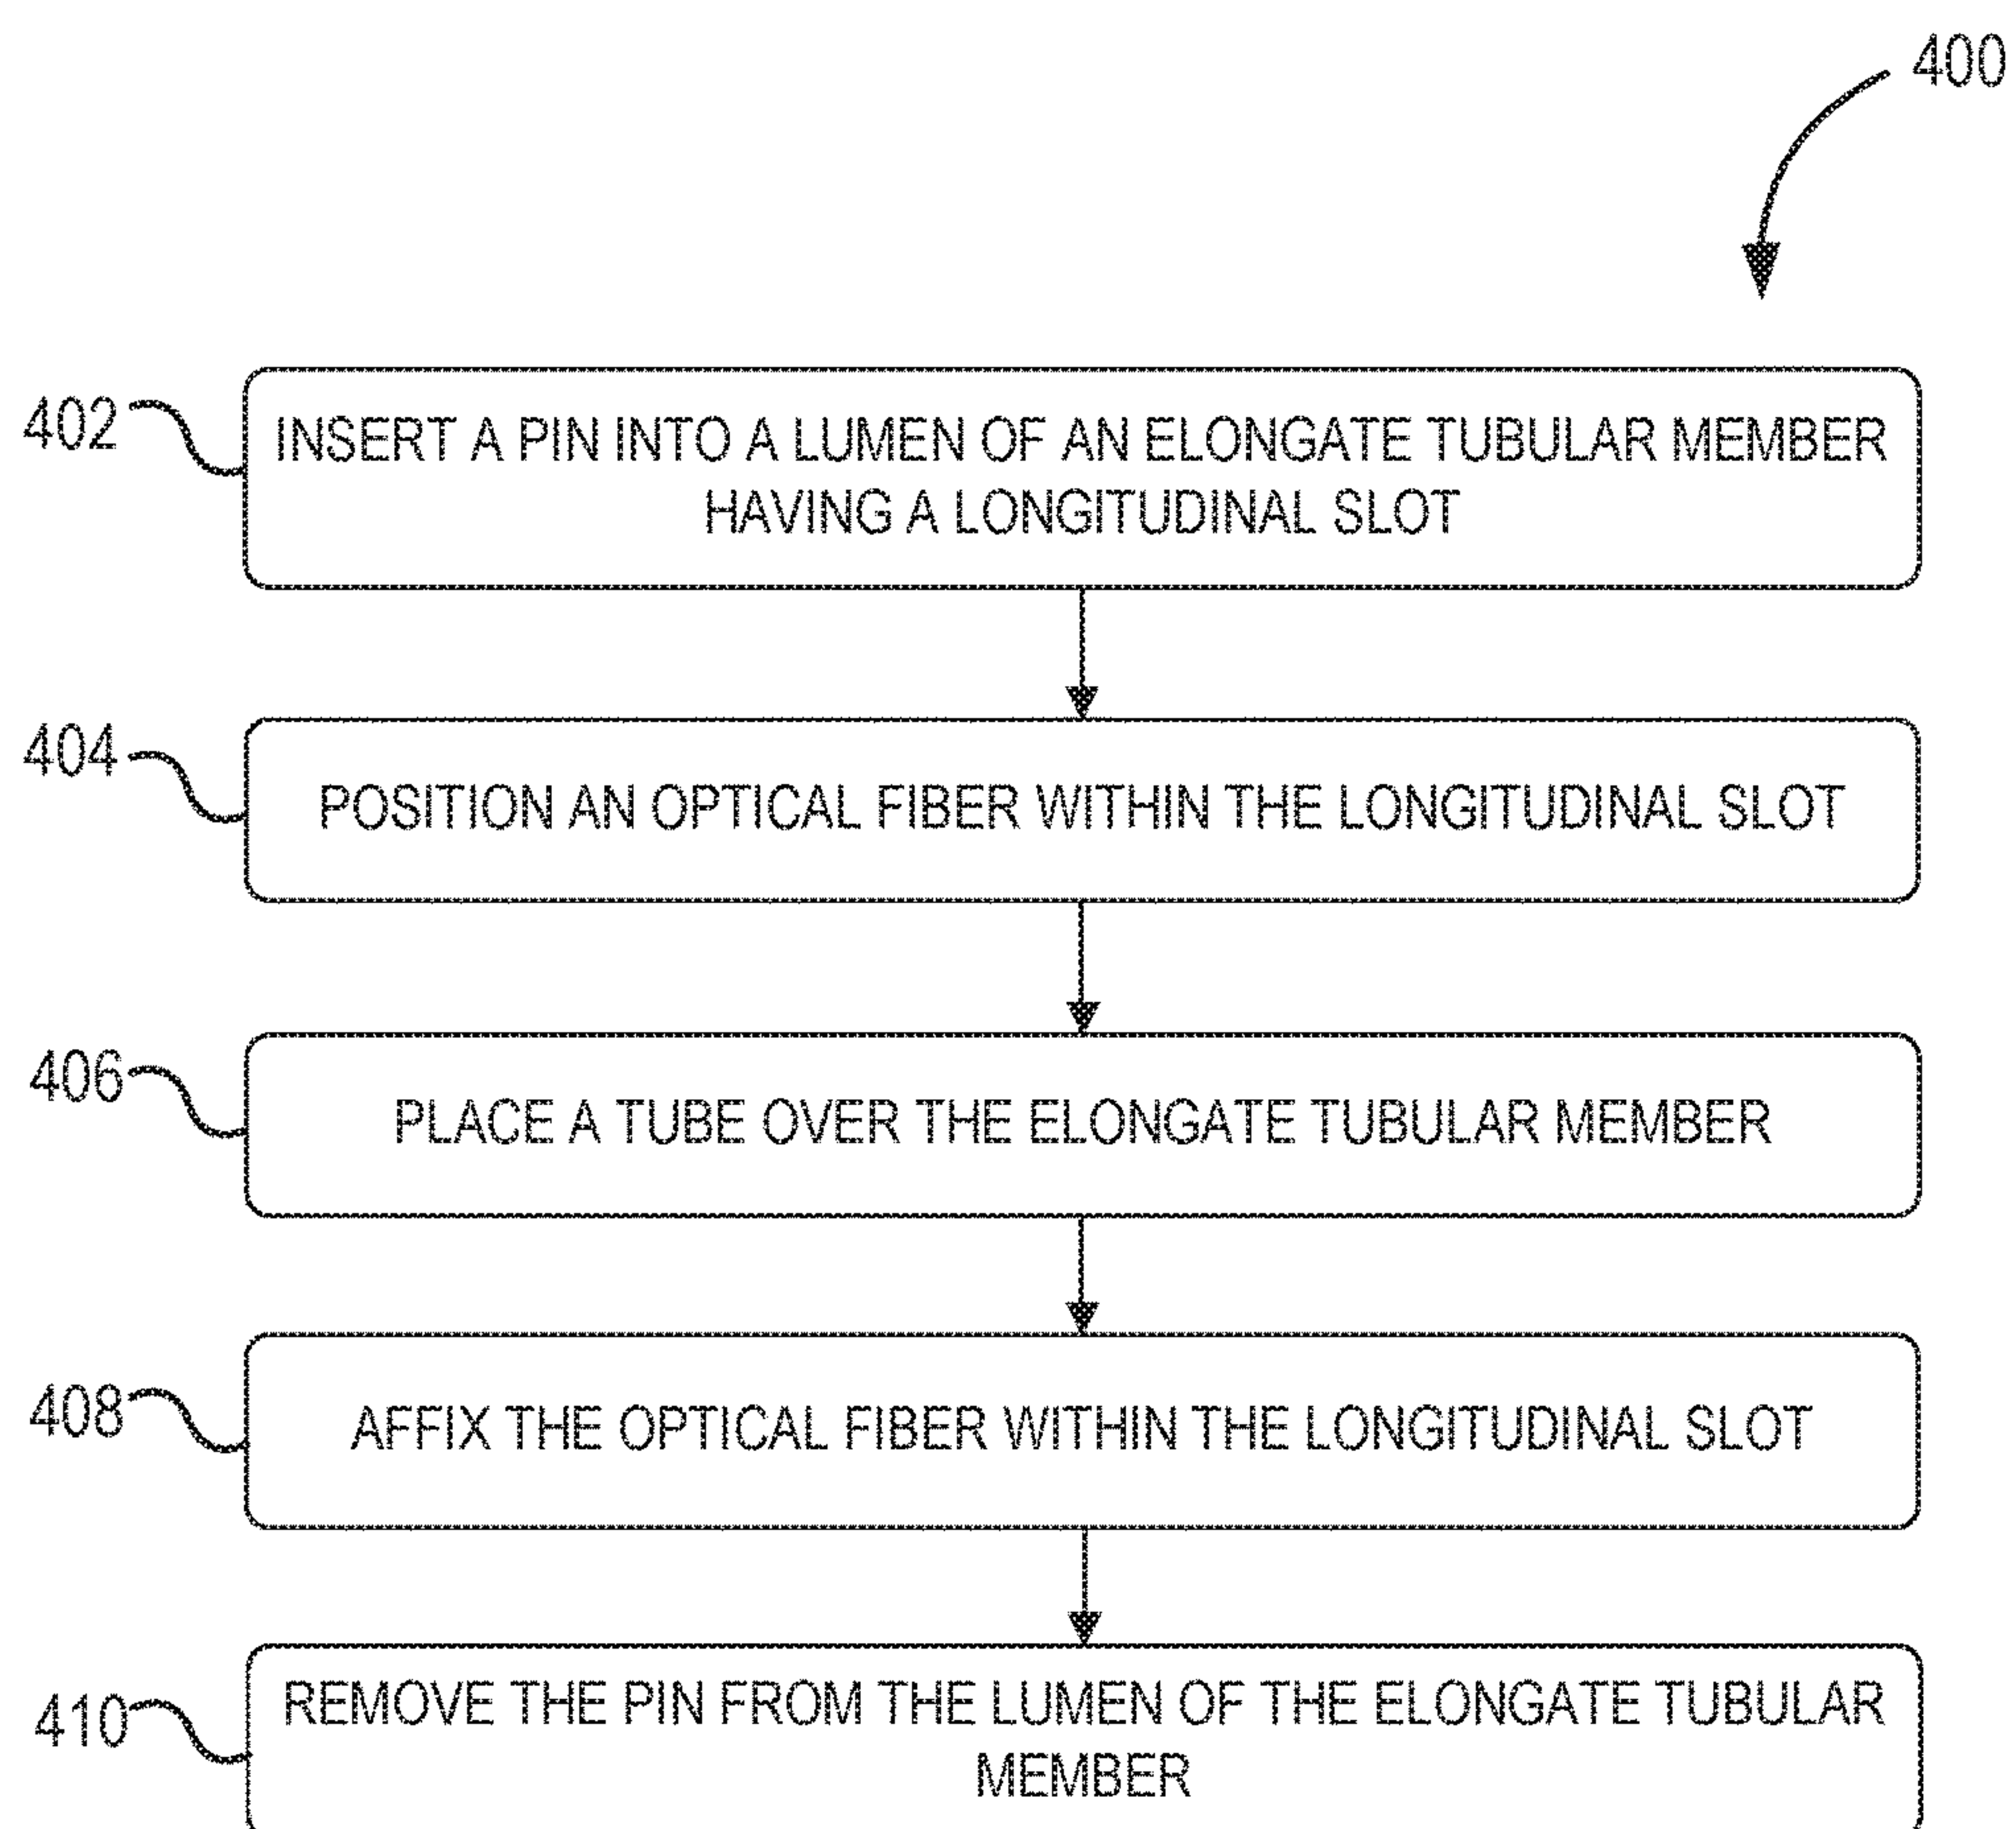 400
402
INSERT A PIN INTO A LUMEN OF AN ELONGATE TUBULAR MEMBER
HAVING A LONGITUDINAL SLOT
404
POSITION AN OPTICAL FIBER WITHIN THE LONGITUDINAL SLOT
406
PLACE A TUBE OVER THE ELONGATE TUBULAR MEMBER
408
AFFIX THE OPTICAL FIBER WITHIN THE LONGITUDINAL SLOT
410
REMOVE THE PIN FROM THE LUMEN OF THE ELONGATE TUBULAR
MEMBER